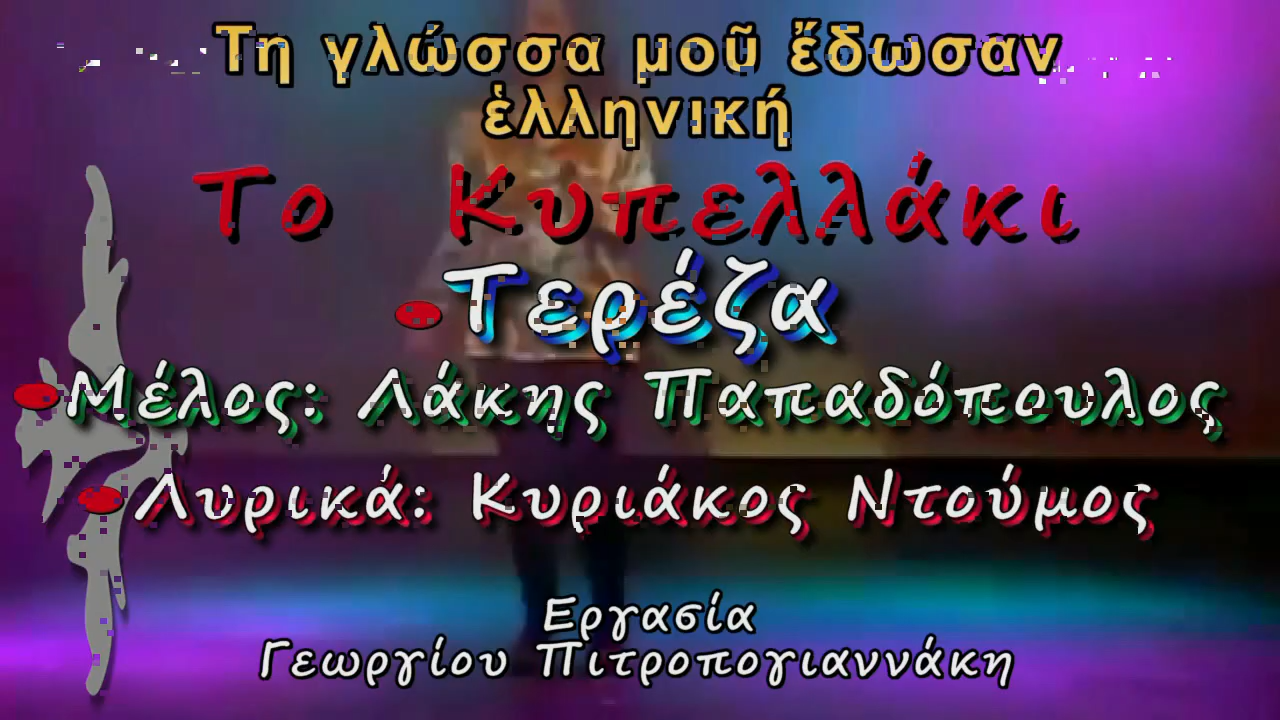 Τη γλώσσα μοῦ ἔδωσαν
ἑλληνική
Το Κυπελλάκι
Τερέζα
Μέλος: Λάκης Παπαδόπουλος
Λυρικά: Κυριάκος Ντούμος
Εργασία
Γεωργίου Πιτροπογιαννάκη